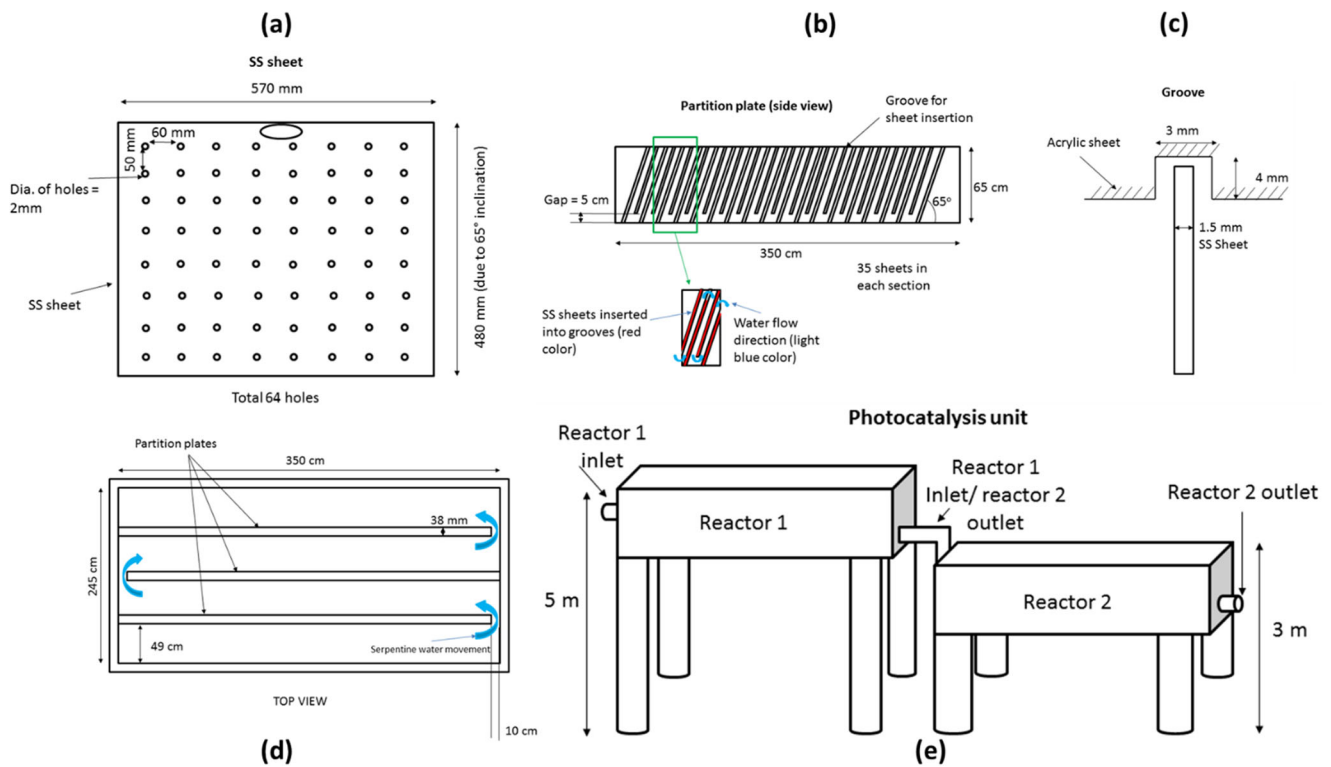 (a)
SS sheet
570 mm
60 mm
50 mm
Dia. of holes =
2mm
SS sheet
480 mm (due to 65° inclination)
Total 64 holes
(b)
Partition plate (side view)
Groove for
sheet insertion
Gap = 5 cm
65°
65 cm
350 cm
35 sheets in
each section
SS sheets inserted
into grooves (red
color)
Water flow
direction (light
blue color)
(c)
Groove
3 mm
Acrylic sheet
4 mm
1.5 mm
SS Sheet
Partition plates
350 cm
38 mm
245 cm
49 cm
Serpentine water movement
TOP VIEW
10 cm
(d)
Photocatalysis unit
Reactor 1
inlet
Reactor 1
Inlet/ reactor 2
outlet
Reactor 2 outlet
Reactor 1
Reactor 2
5 m
3 m
(e)